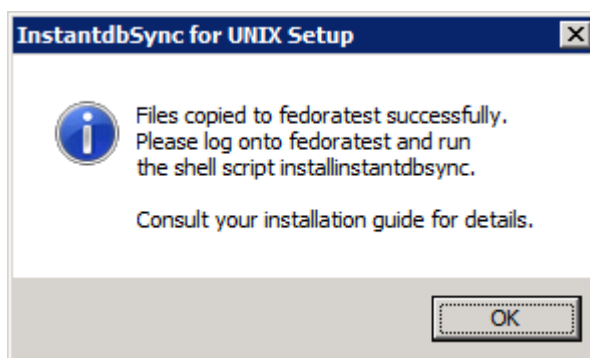 InstantdbSync for UNIX Setup
Files copied to fedoratest successfully.
Please log onto fedoratest and run
the shell script installinstantdbsync.
Consult your installation guide for details.
OK